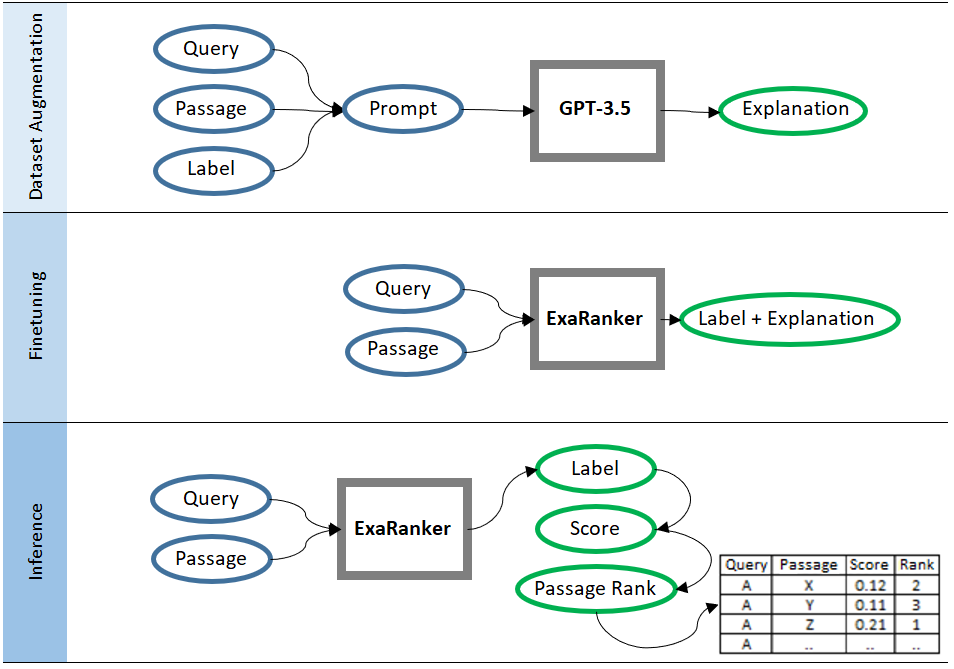 Dataset Augmentation
Query
Passage
Label
Prompt
GPT-3.5
Explanation
Finetuning
Query
Passage
ExaRanker
Label + Explanation
Inference
Query
Passage
ExaRanker
Label
Score
Passage Rank
Query Passage Score Rank
A X 0.12 2
A Y 0.11 3
A Z 0.21 1
A .. .. ..